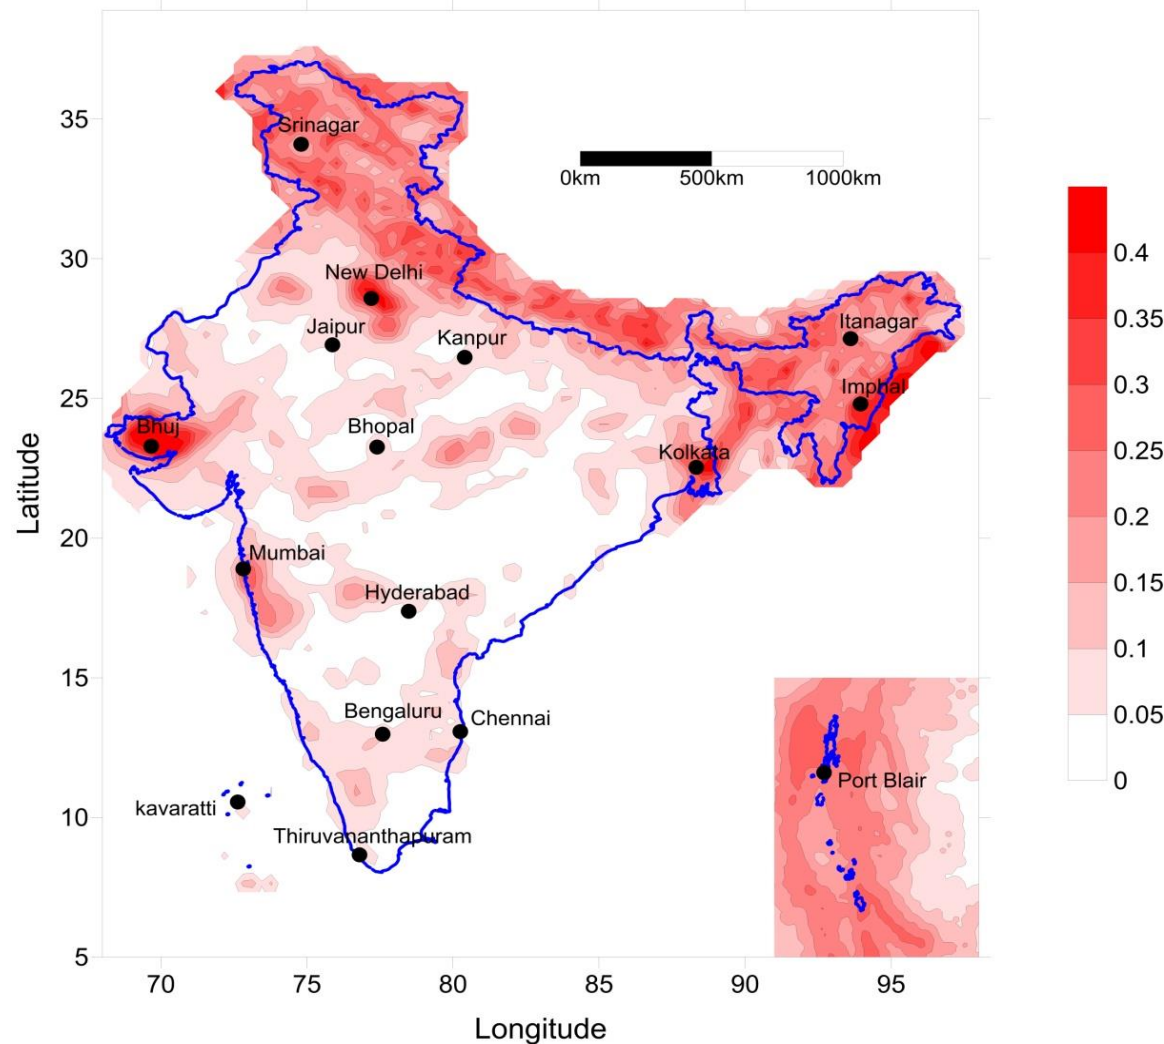 35
30
25
20
15
10
5
Latitude
70
75
80
85
90
95
Longitude
Srinagar
0km 500km 1000km
New Delhi
Jaipur
Kanpur
Itanagar
Imphal
Bhuj
Bhopal
Kolkata
Mumbai
Hyderabad
Bengaluru
Chennai
kavaratti
Port Blair
Thiruvananthapuram
0.4
0.35
0.3
0.25
0.2
0.15
0.1
0.05
0